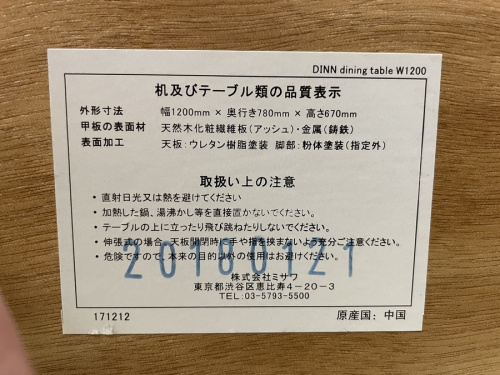 DINN dining table W1200
机及びテーブル類の品質表示
外形寸法 幅1200mm × 奥行き780mm × 高さ670mm
甲板の表面材 天然木化粧繊維板(アッシュ)・金属(鋳鉄)
表面加工 天板:ウレタン樹脂塗装 脚部:粉体塗装(指定外)
取扱い上の注意
・直射日光又は熱を避けてください
・加熱した鍋、湯沸かし等を直接置かないでください。
・テーブルの上に立ったり飛び跳ねたりしないでください。
・伸張式の場合、天板開閉時に手や指を挟まないよう充分ご注意ください。
・危険ですので、本来の目的以外の使用はお避けください。
20180121
株式会社ミサワ
東京都渋谷区恵比寿4-20-3
TEL:03-5793-5500
171212 原産国: 中国